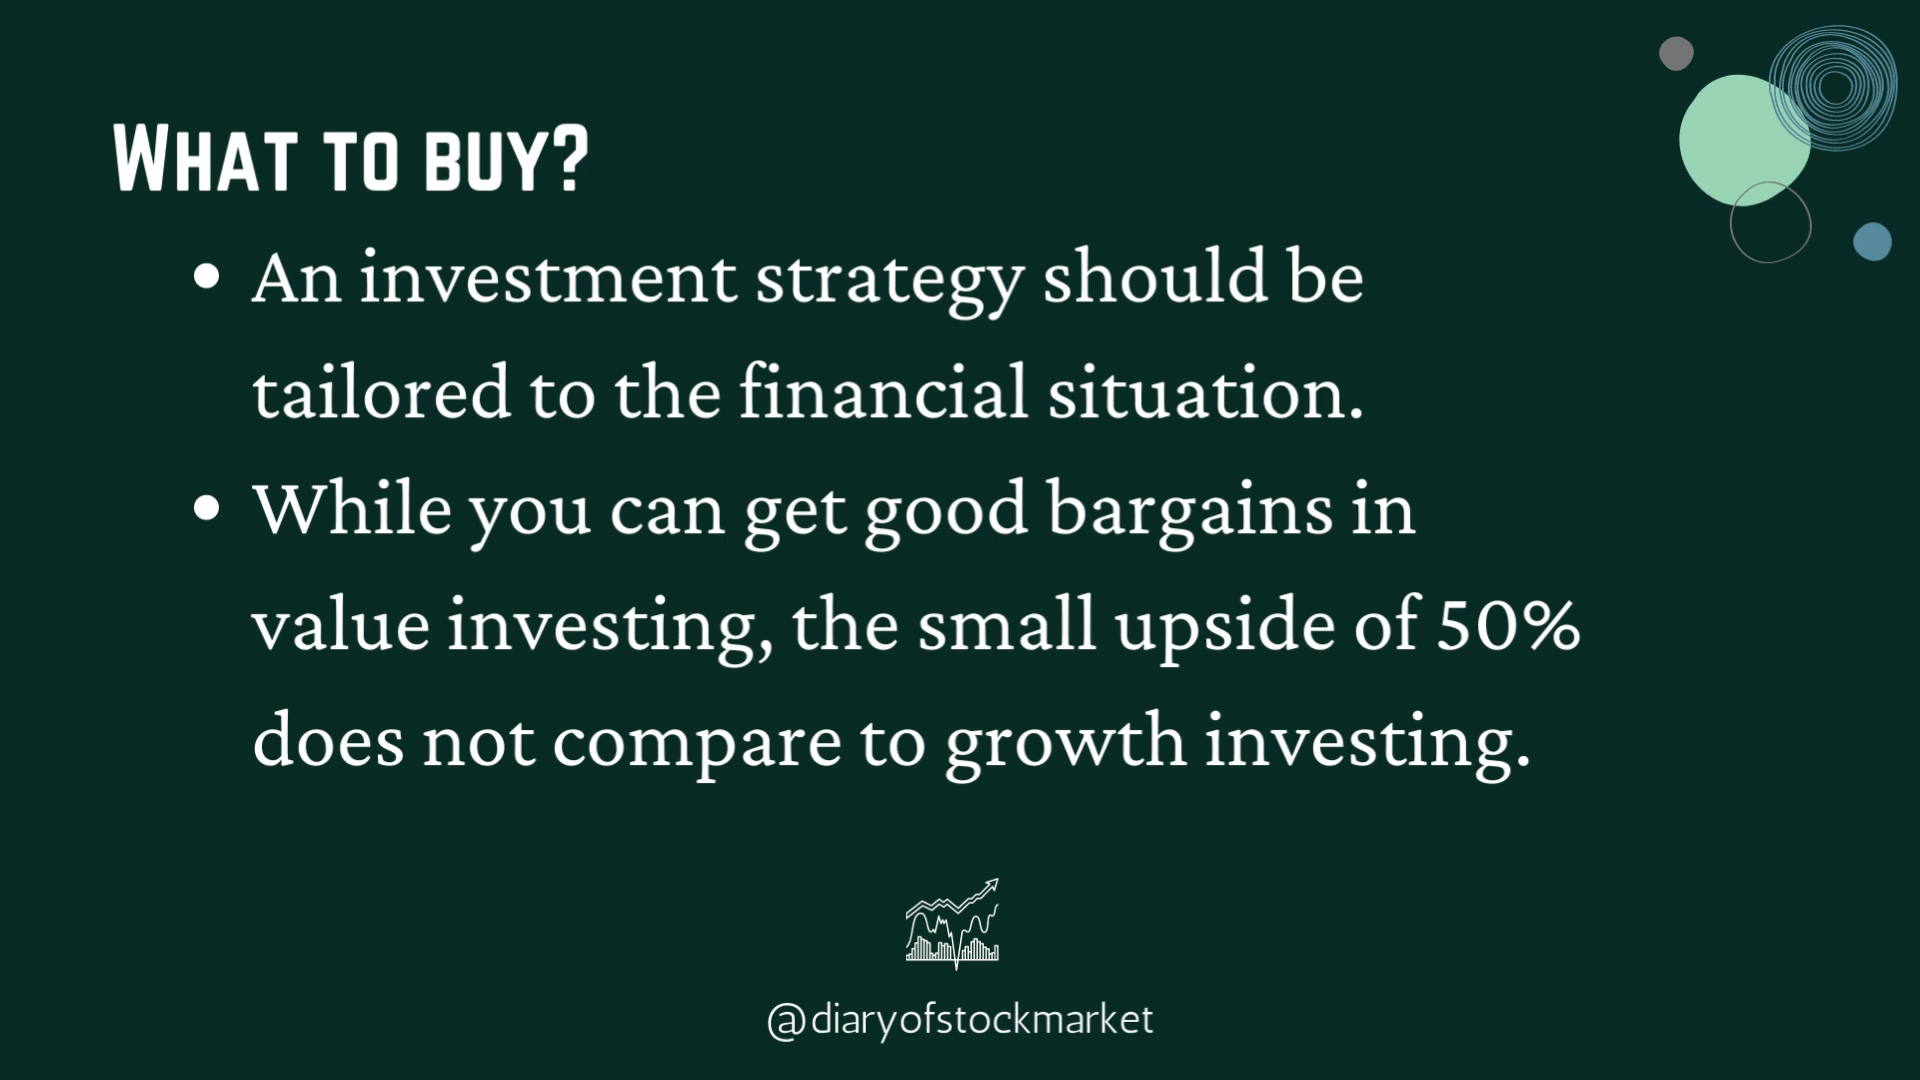 What to buy?
• An investment strategy should be
tailored to the financial situation.
• While you can get good bargains in
value investing, the small upside of 50%
does not compare to growth investing.
@diaryofstockmarket